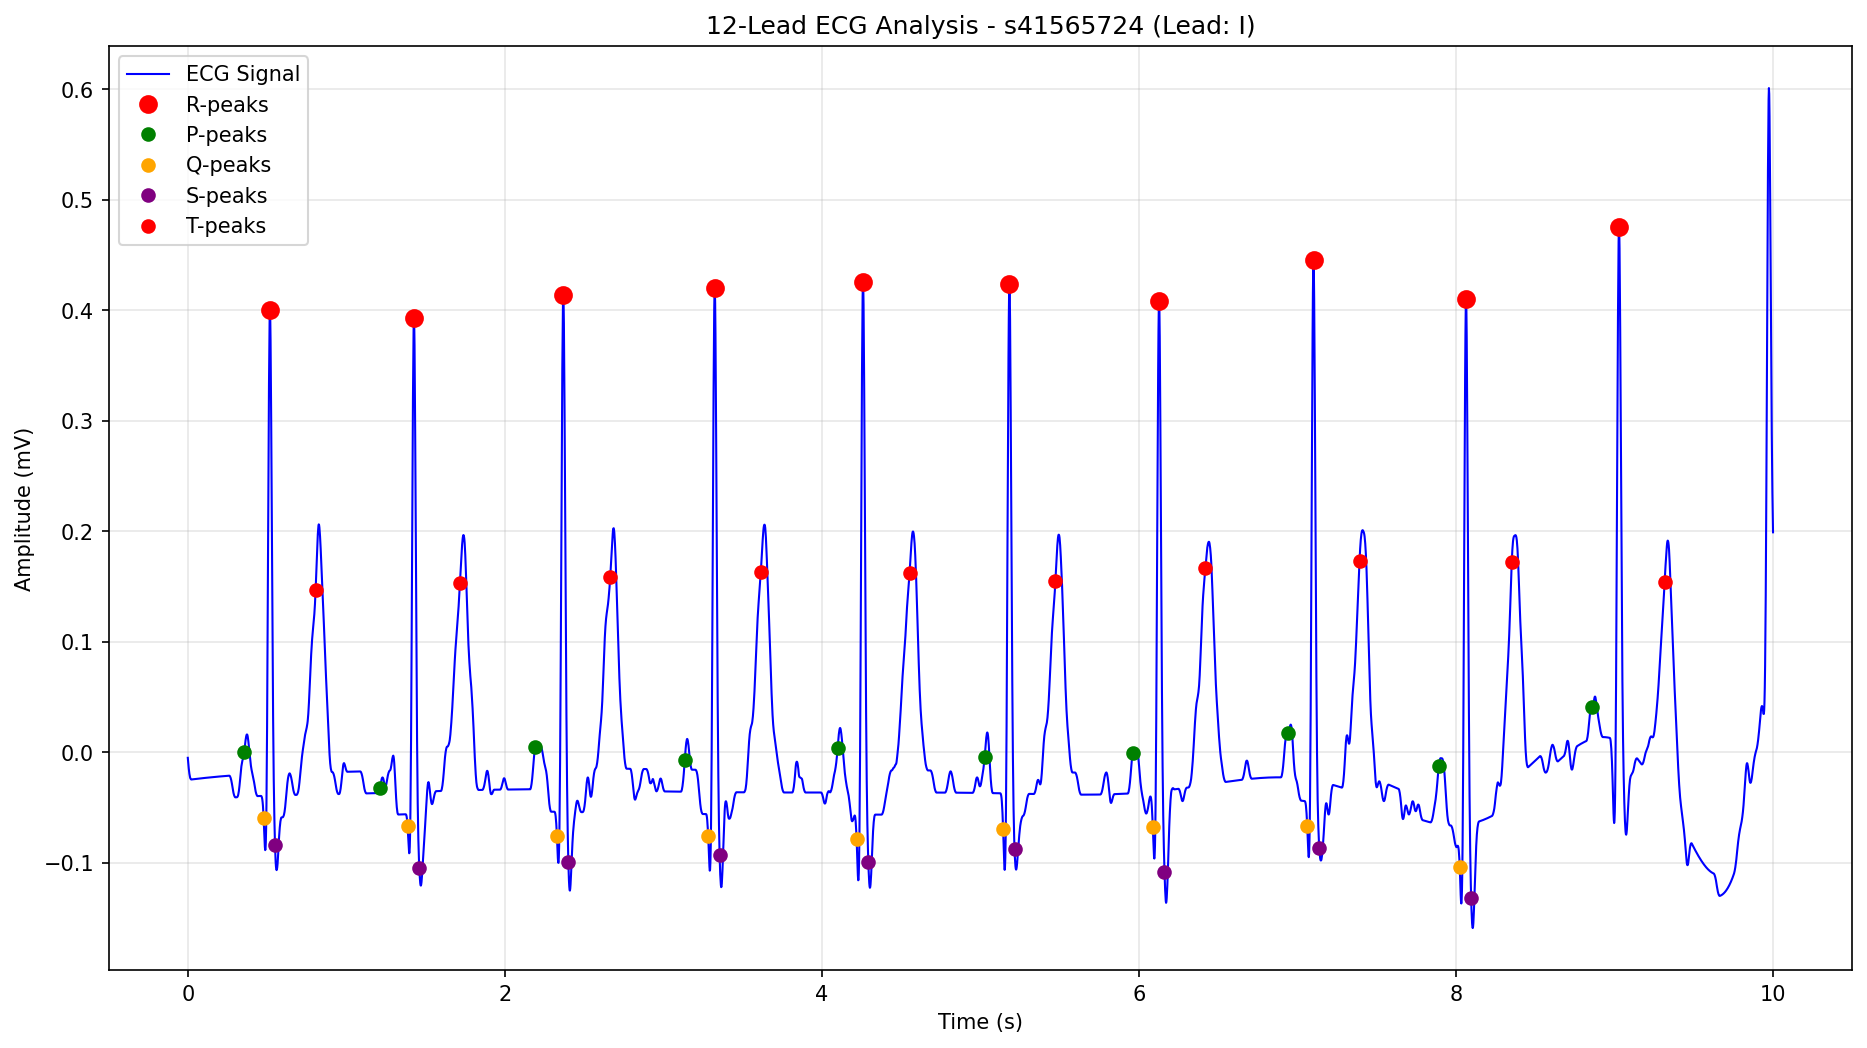 12-Lead ECG Analysis - s41565724 (Lead: I)
ECG Signal
R-peaks
P-peaks
Q-peaks
S-peaks
T-peaks
Amplitude (mV)
0.6
0.5
0.4
0.3
0.2
0.1
0.0
−0.1
0 2 4 6 8 10
Time (s)